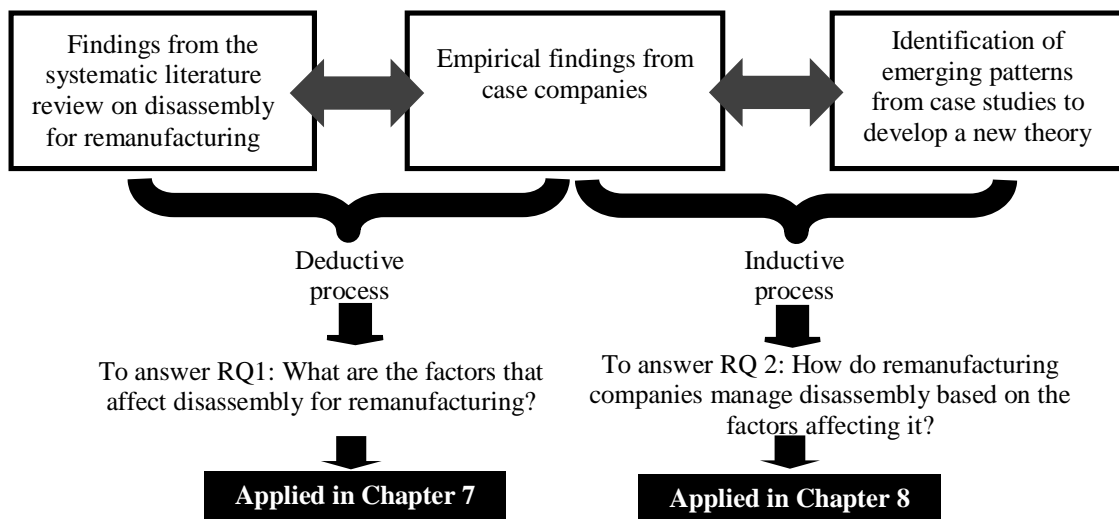 Findings from the
systematic literature
review on disassembly
for remanufacturing
Empirical findings from
case companies
Identification of
emerging patterns
from case studies to
develop a new theory
Deductive
process
Inductive
process
To answer RQ1: What are the factors that
affect disassembly for remanufacturing?
To answer RQ 2: How do remanufacturing
companies manage disassembly based on the
factors affecting it?
Applied in Chapter 7
Applied in Chapter 8